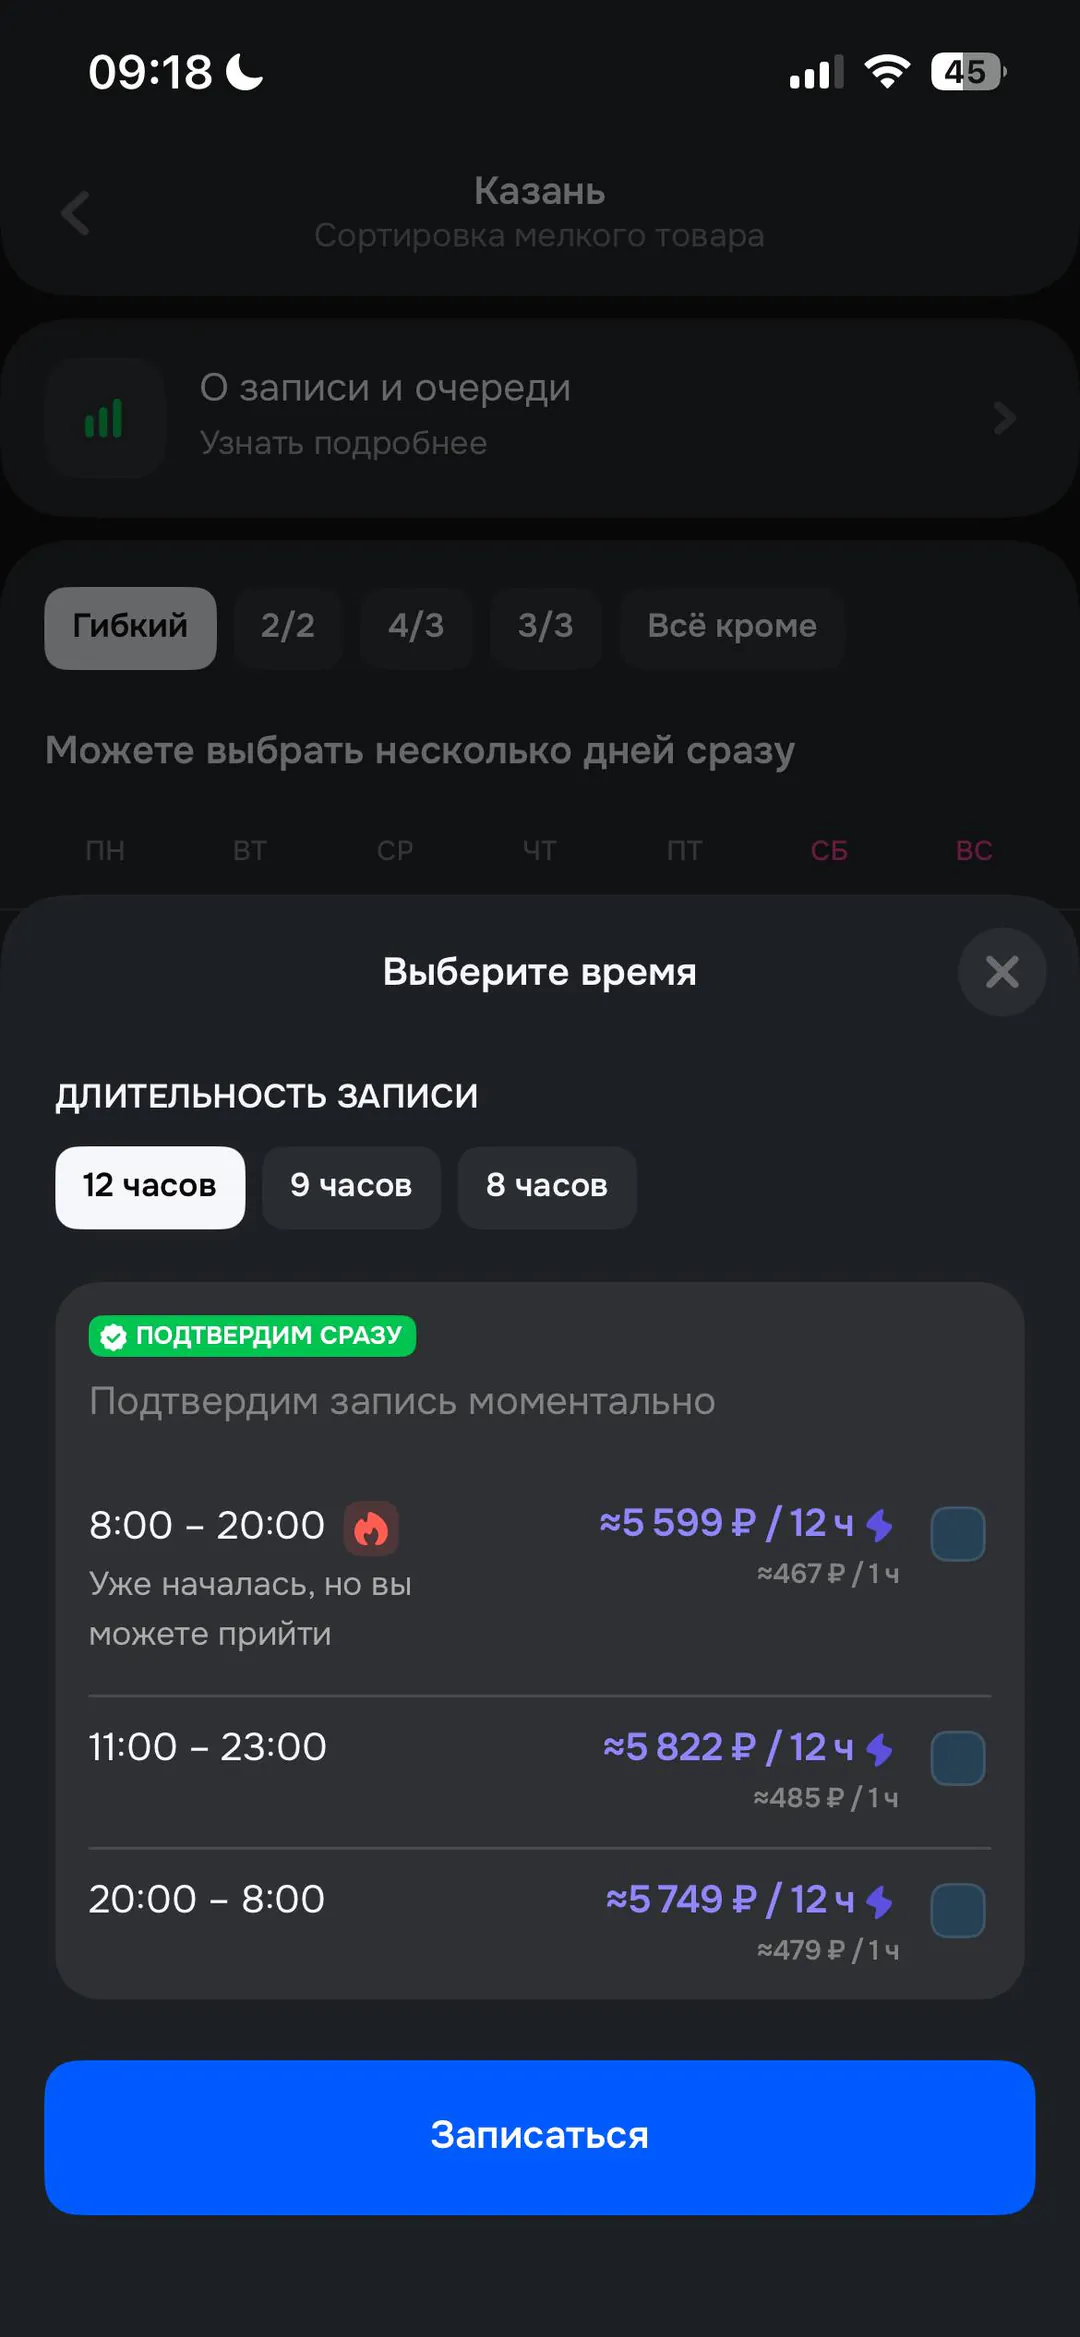 09:18
45
Казань
Сортировка мелкого товара
О записи и очереди
Узнать подробнее
Гибкий 2/2 4/3 3/3 Всё кроме
Можете выбрать несколько дней сразу
ПН ВТ СР ЧТ ПТ СБ ВС
Выберите время
ДЛИТЕЛЬНОСТЬ ЗАПИСИ
12 часов 9 часов 8 часов
ПОДТВЕРДИМ СРАЗУ
Подтвердим запись моментально
8:00 – 20:00 ≈5 599 ₽ / 12 ч
≈467 ₽ / 1 ч
Уже началась, но вы
можете прийти
11:00 – 23:00 ≈5 822 ₽ / 12 ч
≈485 ₽ / 1 ч
20:00 – 8:00 ≈5 749 ₽ / 12 ч
≈479 ₽ / 1 ч
Записаться